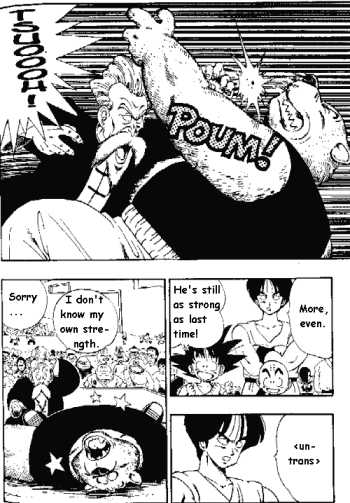 TSUOOOH!
POUM!
Sorry
...
I don't
know my
own stre-
ngth.
He's still
as strong
as last
time!
More,
even.
<un-
trans>